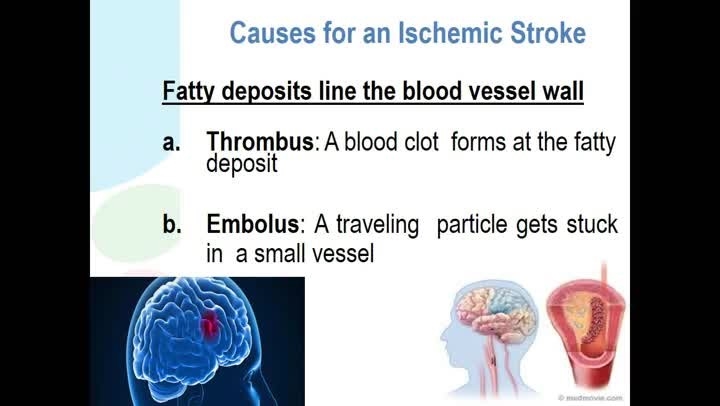 Causes for an Ischemic Stroke
Fatty deposits line the blood vessel wall
a. Thrombus: A blood clot forms at the fatty
deposit
b. Embolus: A traveling particle gets stuck
in a small vessel
© medmovie.com